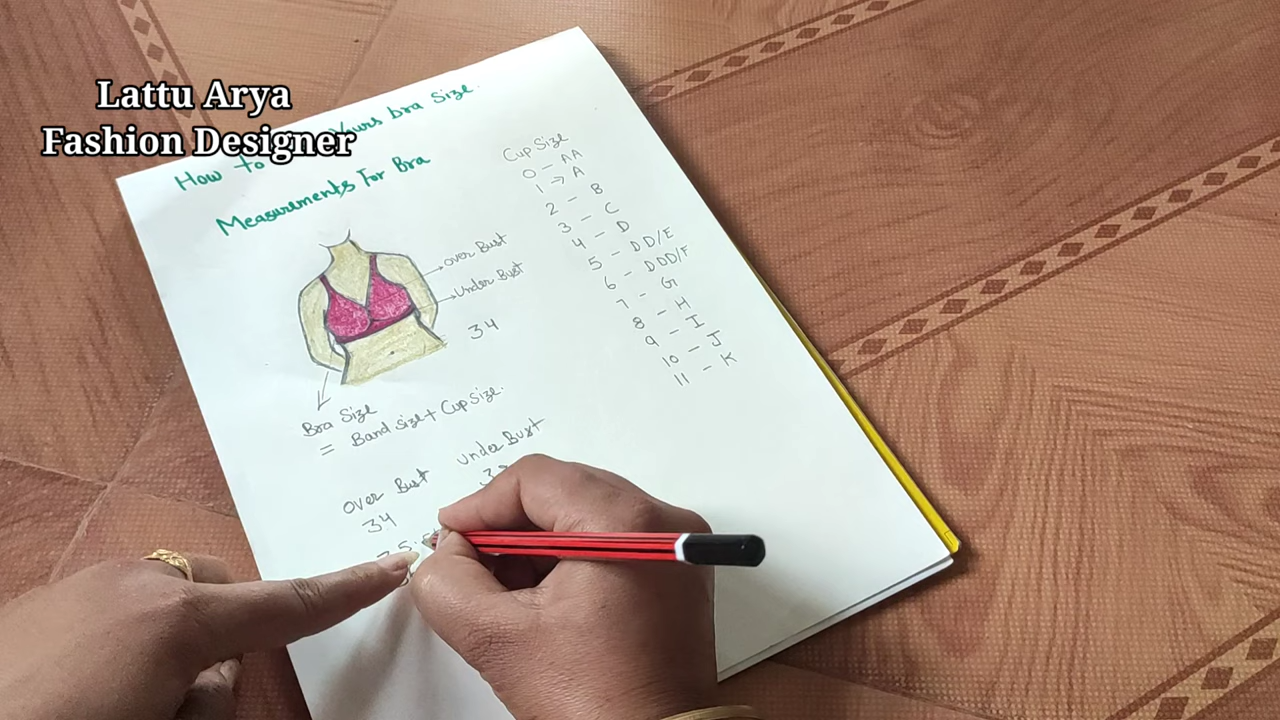 Lattu Arya
Fashion Designer
How to yours bra Size.
Measurements For Bra
over Bust
under Bust
34
Bra Size
= Band size + Cup size.
over Bust
under Bust
34
Cup Size
0 - AA
1 → A
2 - B
3 - C
4 - D
5 - DD/E
6 - DDD/F
7 - G
8 - H
9 - I
10 - J
11 - K